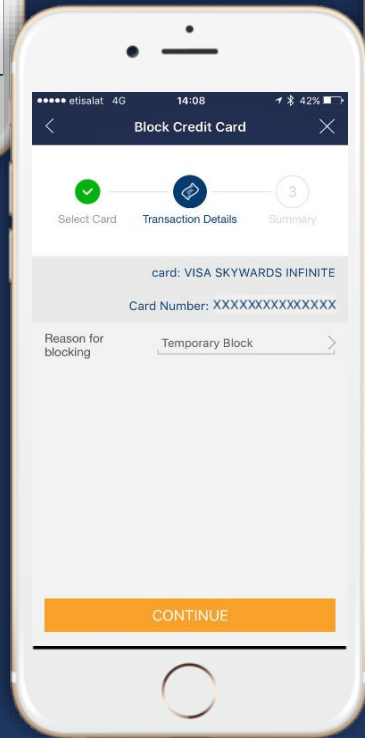 etisalat 4G 14:08 42%
Block Credit Card
3
Select Card Transaction Details Summary
card: VISA SKYWARDS INFINITE
Card Number: XXXXXXXXXXXXXX
Reason for blocking Temporary Block
CONTINUE